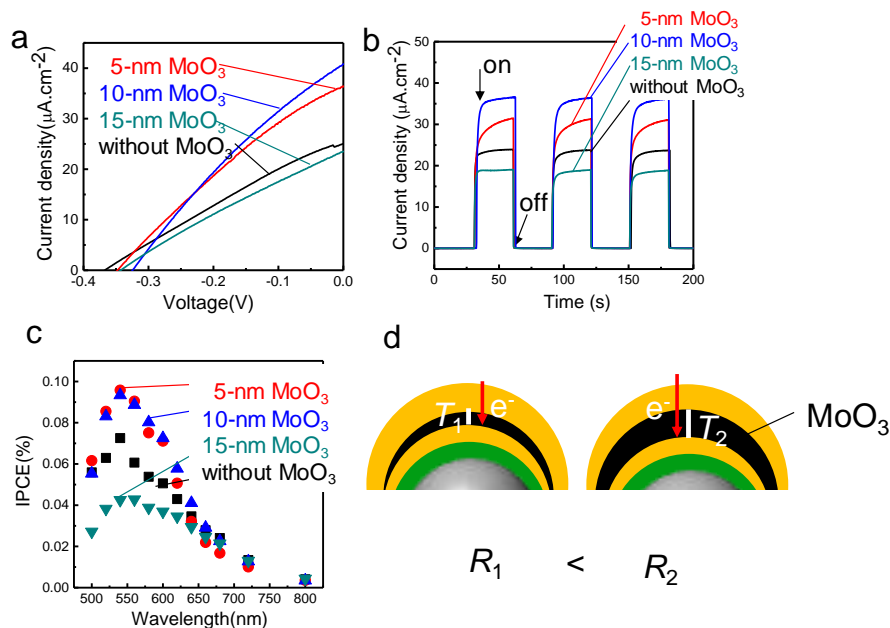 a
5-nm MoO3
10-nm MoO3
15-nm MoO3
without MoO3
Current density(μA.cm-2)
40
30
20
10
0
-0.4
-0.3
-0.2
-0.1
0.0
Voltage(V)
b
5-nm MoO3
10-nm MoO3
15-nm MoO3
without MoO3
on
off
Current density (μA.cm-2)
50
40
30
20
10
0
0
50
100
150
200
Time (s)
c
5-nm MoO3
10-nm MoO3
15-nm MoO3
without MoO3
IPCE(%)
0.10
0.08
0.06
0.04
0.02
0.00
500
550
600
650
700
750
800
Wavelength(nm)
d
T1
e-
e-
T2
MoO3
R1 < R2